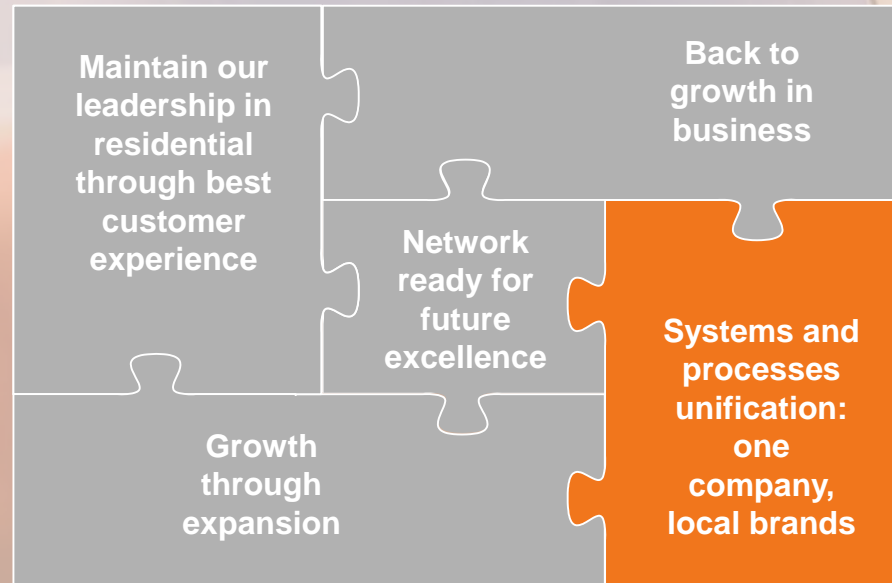 Maintain our
leadership in
residential
through best
customer
experience
Back to
growth in
business
Network
ready for
future
excellence
Systems and
processes
unification:
one
company,
local brands
Growth
through
expansion